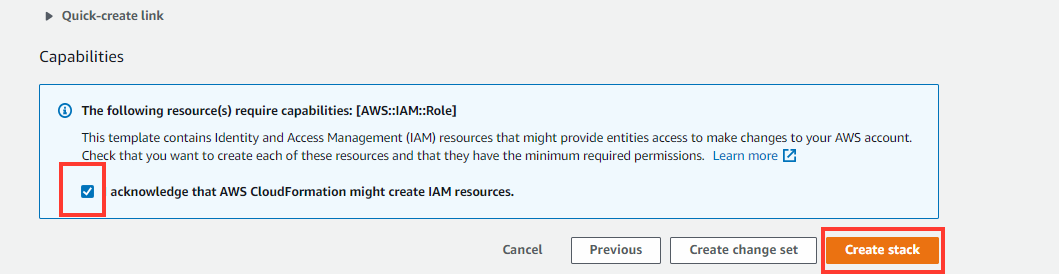 Quick-create link
Capabilities
The following resource(s) require capabilities: [AWS::IAM::Role]
This template contains Identity and Access Management (IAM) resources that might provide entities access to make changes to your AWS account.
Check that you want to create each of these resources and that they have the minimum required permissions. Learn more
acknowledge that AWS CloudFormation might create IAM resources.
Cancel Previous Create change set Create stack